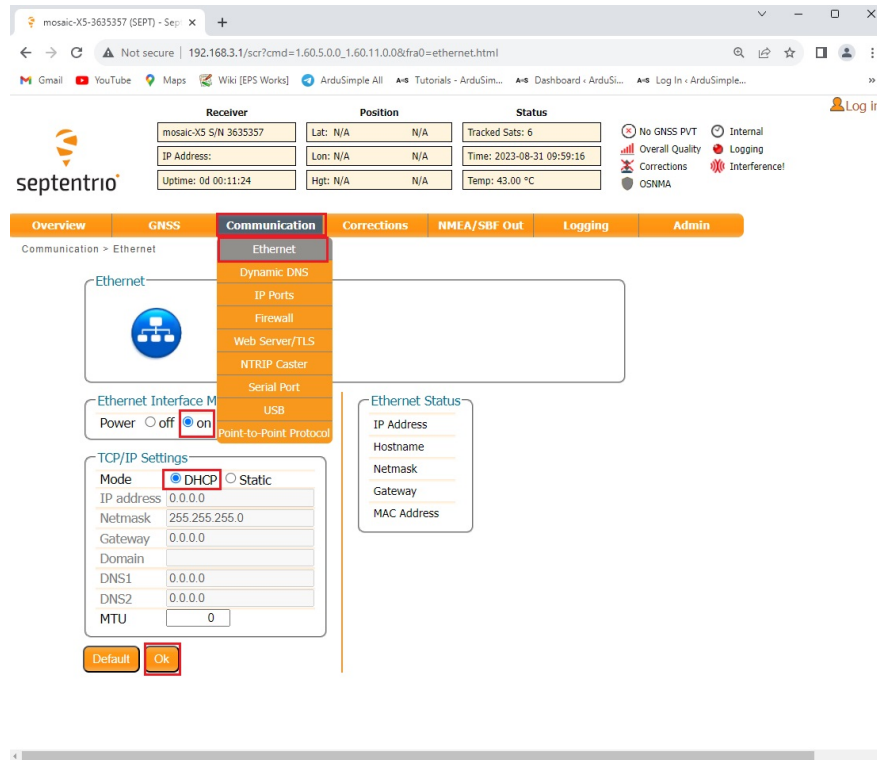 mosaic-X5-3635357 (SEPT) - Sep
Not secure | 192.168.3.1/scr?cmd=1.60.5.0.0_1.60.11.0.0&fra0=ethernet.html
Gmail YouTube Maps Wiki [EPS Works] ArduSimple All A+S Tutorials - ArduSim... A+S Dashboard ‹ ArduSi... A+S Log In ‹ ArduSimple... »
Log in
Receiver Position Status
mosaic-X5 S/N 3635357 Lat: N/A N/A Tracked Sats: 6 No GNSS PVT Internal
IP Address: Lon: N/A N/A Time: 2023-08-31 09:59:16 Overall Quality Logging
Corrections Interference!
septentrio Uptime: 0d 00:11:24 Hgt: N/A N/A Temp: 43.00 °C OSNMA
Overview GNSS Communication Corrections NMEA/SBF Out Logging Admin
Communication > Ethernet
Ethernet
Dynamic DNS
IP Ports
Firewall
Web Server/TLS
NTRIP Caster
Serial Port
USB
Point-to-Point Protocol
Ethernet
Ethernet Interface M
Power off on
TCP/IP Settings
Mode DHCP Static
IP address 0.0.0.0
Netmask 255.255.255.0
Gateway 0.0.0.0
Domain
DNS1 0.0.0.0
DNS2 0.0.0.0
MTU 0
Default Ok
Ethernet Status
IP Address
Hostname
Netmask
Gateway
MAC Address